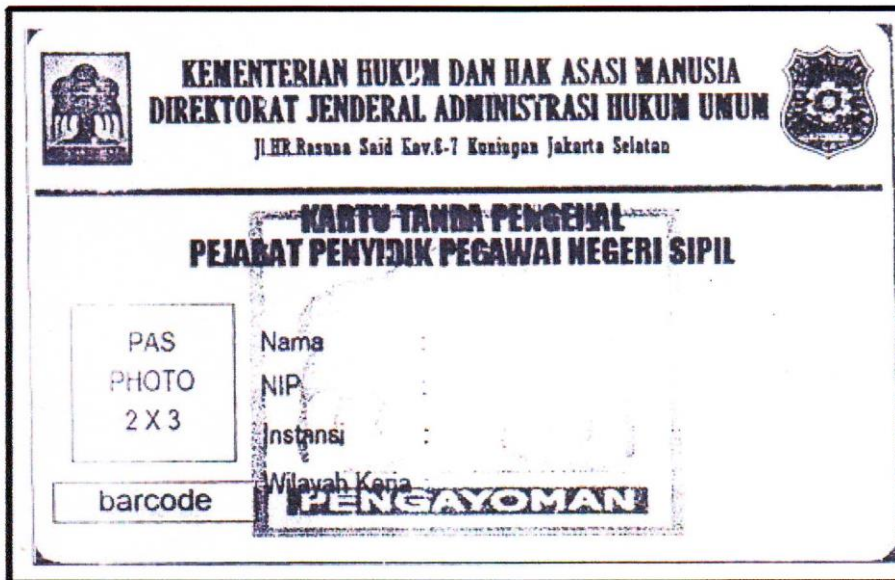 KEMENTERIAN HUKUM DAN HAK ASASI MANUSIA
DIREKTORAT JENDERAL ADMINISTRASI HUKUM UMUM
Jl.HR.Rasuna Said Kav.6-7 Kuningan Jakarta Selatan
KARTU TANDA PENGENAL
PEJABAT PENYIDIK PEGAWAI NEGERI SIPIL
PAS
PHOTO
2 X 3
Nama :
NIP :
Instansi :
Wilayah Kerja :
barcode
PENGAYOMAN